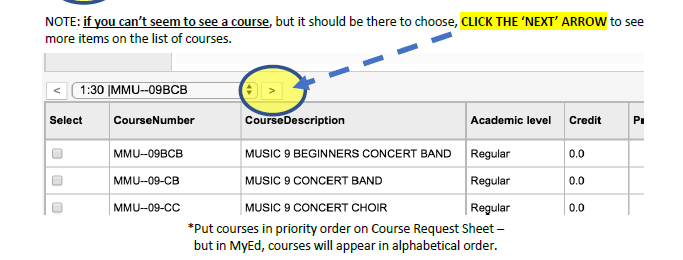 NOTE: if you can't seem to see a course, but it should be there to choose, CLICK THE 'NEXT' ARROW to see
more items on the list of courses.
< 1:30 |MMU--09BCB >
Select CourseNumber CourseDescription Academic level Credit
MMU--09BCB MUSIC 9 BEGINNERS CONCERT BAND Regular 0.0
MMU--09-CB MUSIC 9 CONCERT BAND Regular 0.0
MMU--09-CC MUSIC 9 CONCERT CHOIR Regular 0.0
*Put courses in priority order on Course Request Sheet –
but in MyEd, courses will appear in alphabetical order.